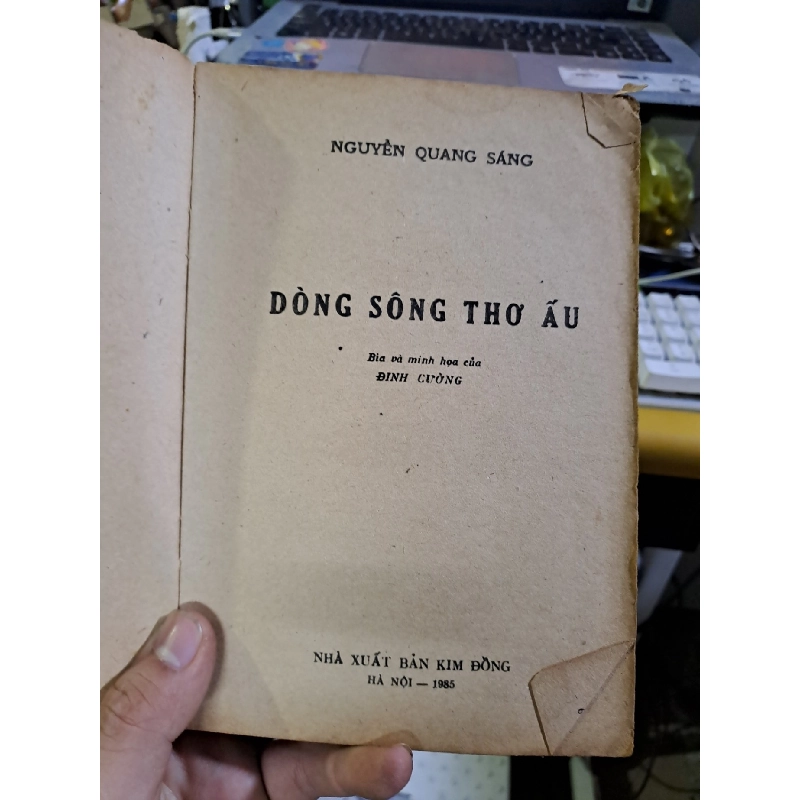 NGUYỄN QUANG SÁNG
DÒNG SÔNG THƠ ẤU
Bìa và minh họa của
ĐINH CƯỜNG
NHÀ XUẤT BẢN KIM ĐỒNG
HÀ NỘI — 1985